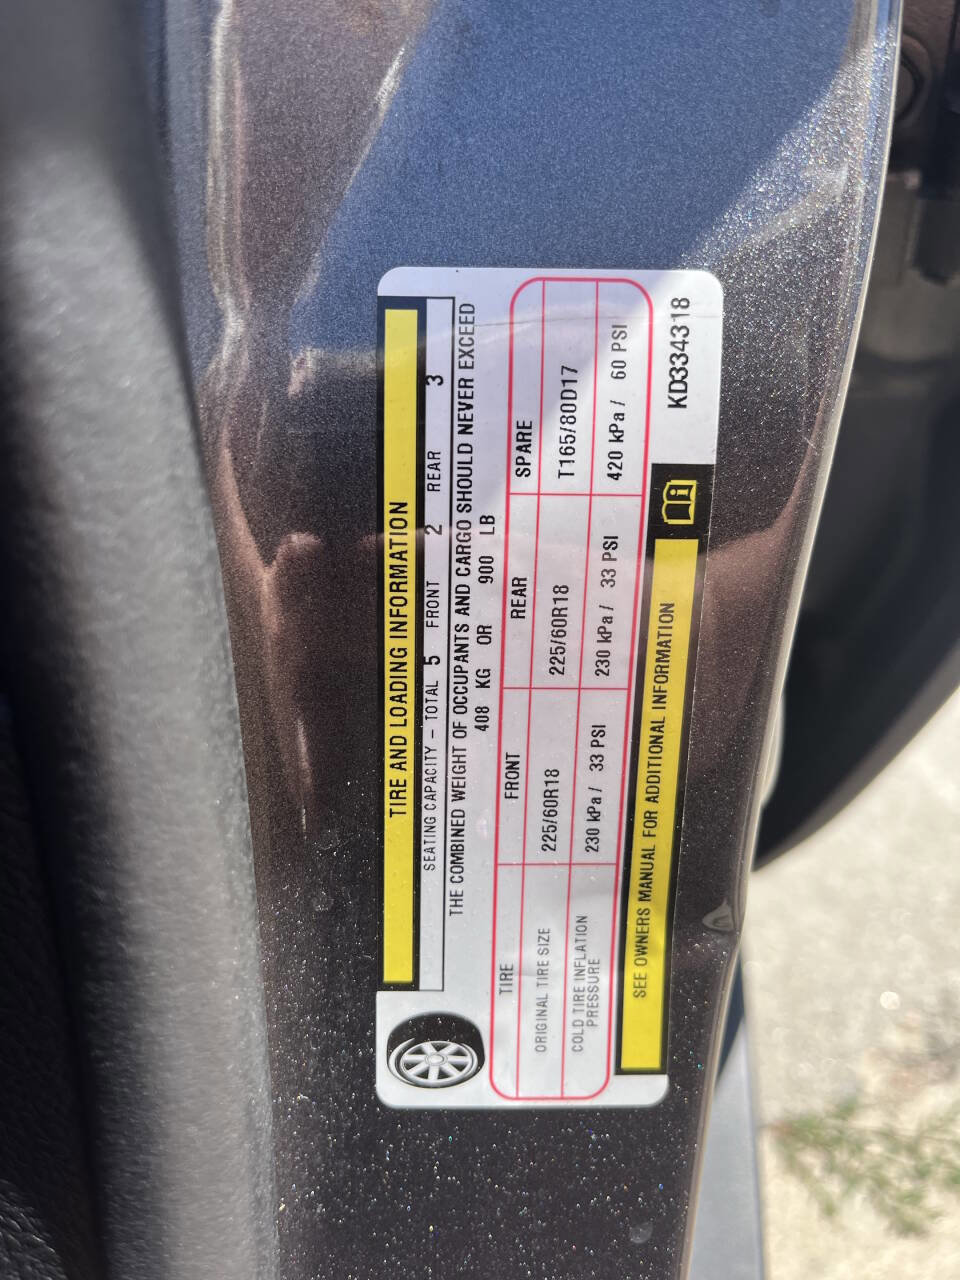 TIRE AND LOADING INFORMATION
SEATING CAPACITY - TOTAL 5 FRONT 2 REAR 3
THE COMBINED WEIGHT OF OCCUPANTS AND CARGO SHOULD NEVER EXCEED
408 KG OR 900 LB
TIRE FRONT REAR SPARE
ORIGINAL TIRE SIZE 225/60R18 225/60R18 T165/80D17
COLD TIRE INFLATION
PRESSURE 230 kPa / 33 PSI 230 kPa / 33 PSI 420 kPa / 60 PSI
SEE OWNERS MANUAL FOR ADDITIONAL INFORMATION
KD334318